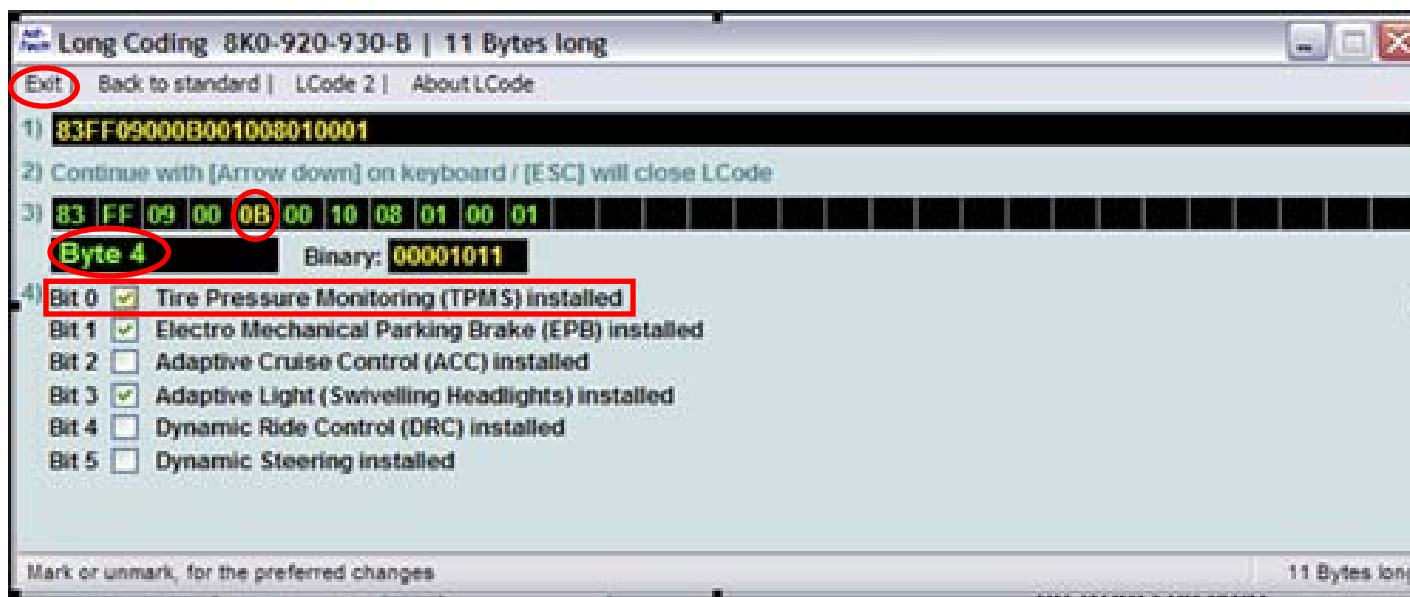 Long Coding 8K0-920-930-B | 11 Bytes long
Exit | Back to standard | LCode 2 | About LCode
1) 83FF09000B001008010001
2) Continue with [Arrow down] on keyboard / [ESC] will close LCode
3) 83 FF 09 00 0B 00 10 08 01 00 01
Byte 4 Binary: 00001011
4) Bit 0 Tire Pressure Monitoring (TPMS) installed
Bit 1 Electro Mechanical Parking Brake (EPB) installed
Bit 2 Adaptive Cruise Control (ACC) installed
Bit 3 Adaptive Light (Swivelling Headlights) installed
Bit 4 Dynamic Ride Control (DRC) installed
Bit 5 Dynamic Steering installed
Mark or unmark, for the preferred changes 11 Bytes long